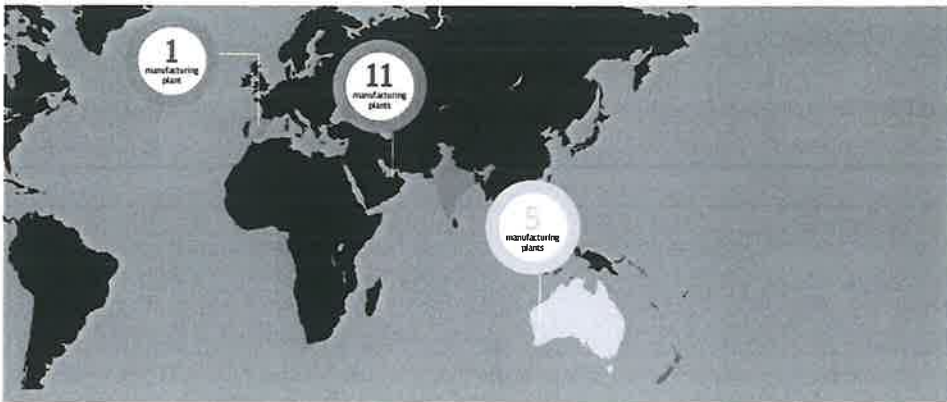 1
manufacturing
plant
11
manufacturing
plants
5
manufacturing
plants